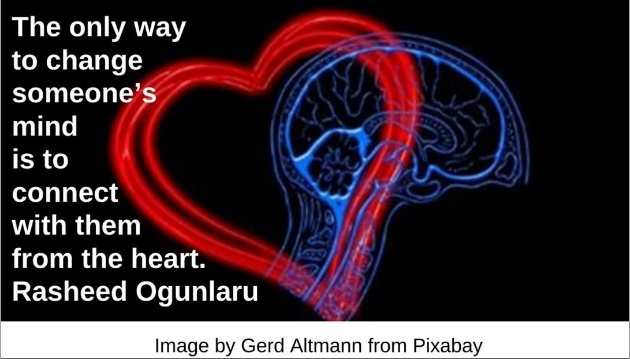 The only way
to change
someone’s
mind
is to
connect
with them
from the heart.
Rasheed Ogunlaru
Image by Gerd Altmann from Pixabay